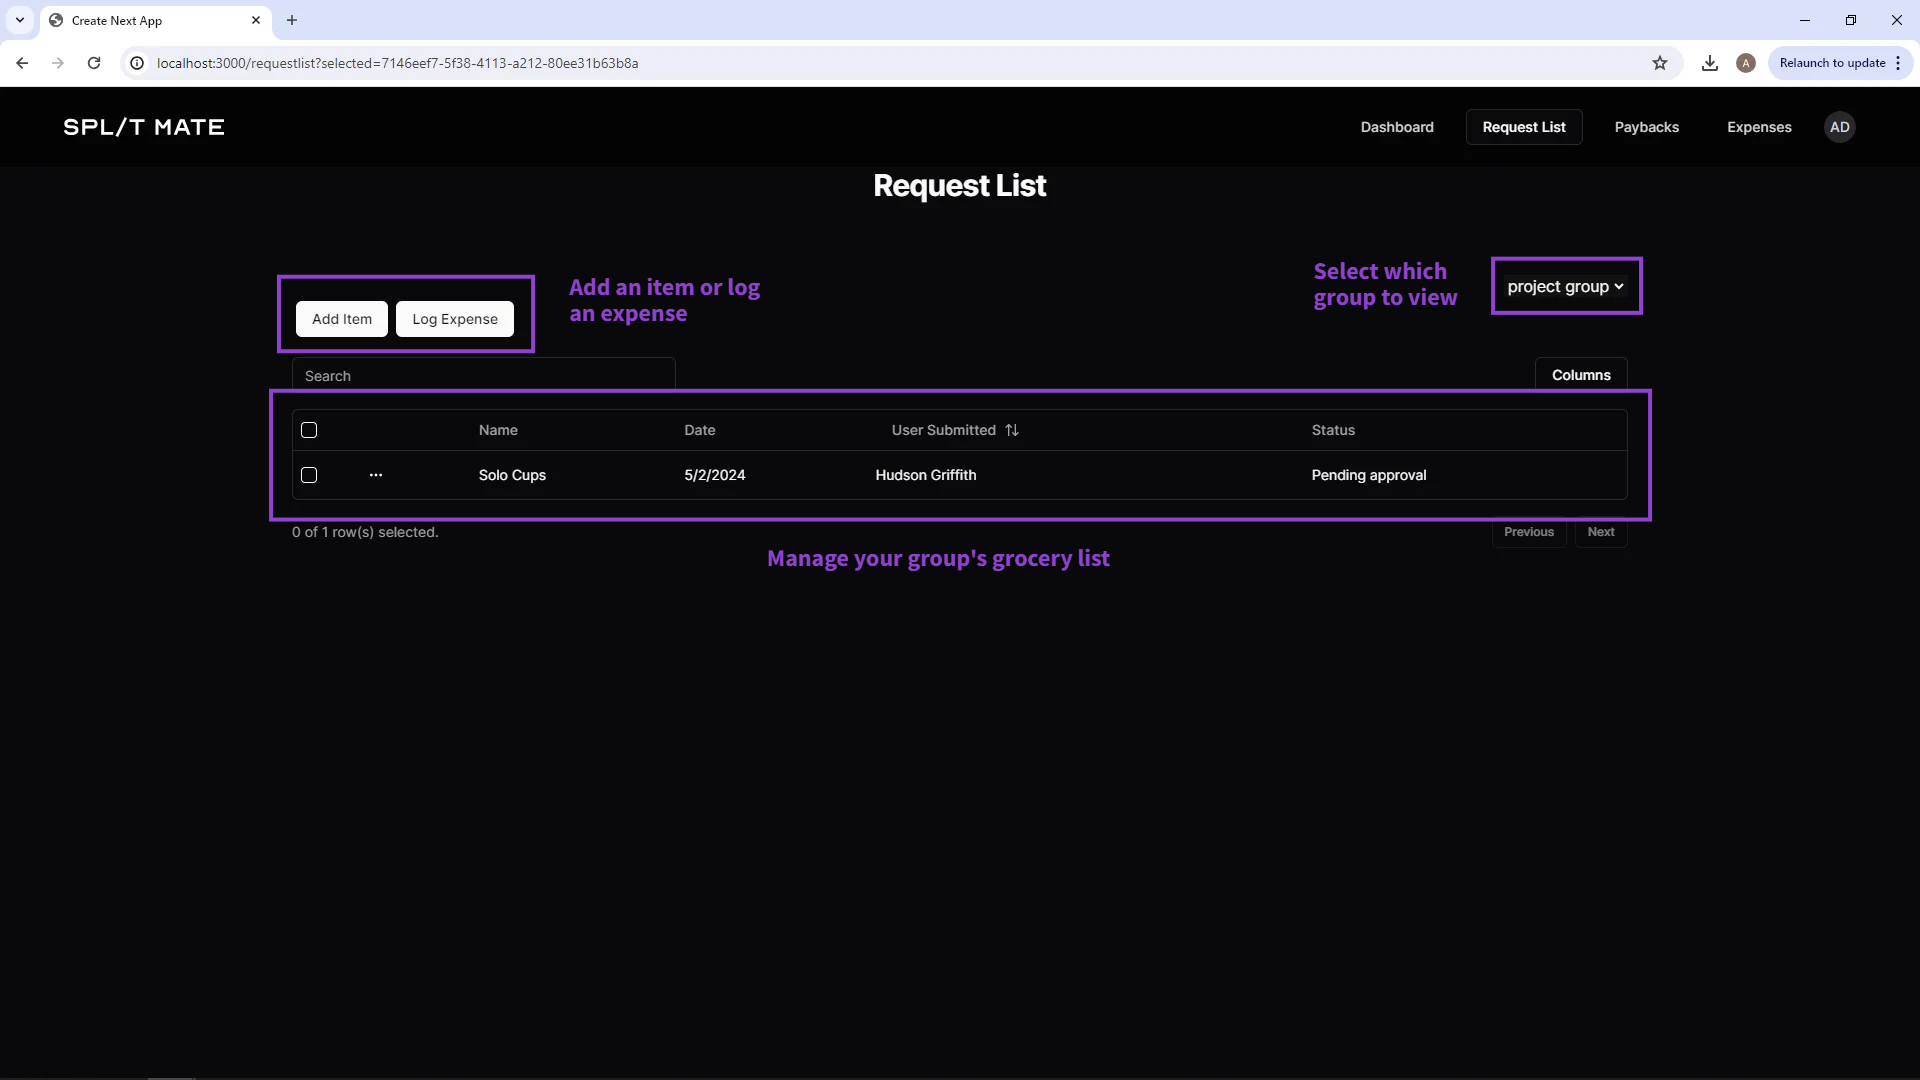 Create Next App
localhost:3000/requestlist?selected=7146eef7-5f38-4113-a212-80ee31b63b8a
A
Relaunch to update
SPL/T MATE
Dashboard
Request List
Paybacks
Expenses
AD
Request List
Add Item
Log Expense
Add an item or log
an expense
Select which
group to view
project group
Search
Columns
Name
Date
User Submitted
Status
Solo Cups
5/2/2024
Hudson Griffith
Pending approval
0 of 1 row(s) selected.
Previous
Next
Manage your group's grocery list